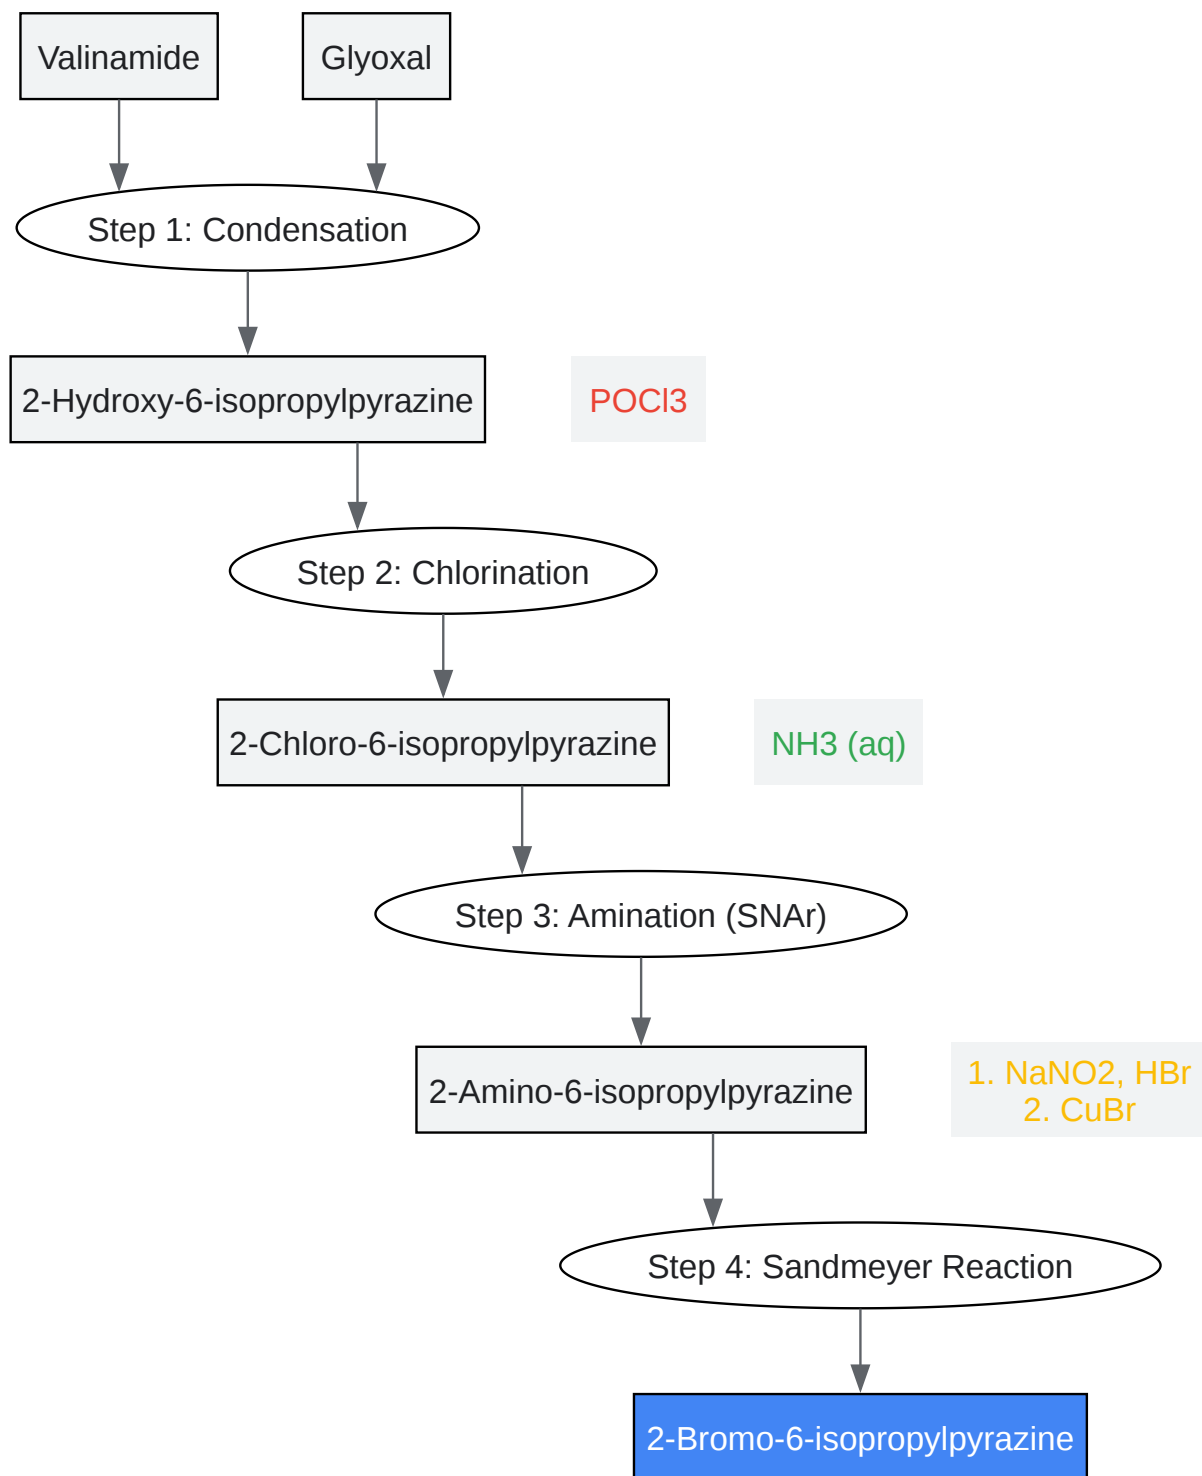 Valinamide
Glyoxal
Step 1: Condensation
2-Hydroxy-6-isopropylpyrazine
POCl3
Step 2: Chlorination
2-Chloro-6-isopropylpyrazine
NH3 (aq)
Step 3: Amination (SNAr)
2-Amino-6-isopropylpyrazine
1. NaNO2, HBr
2. CuBr
Step 4: Sandmeyer Reaction
2-Bromo-6-isopropylpyrazine